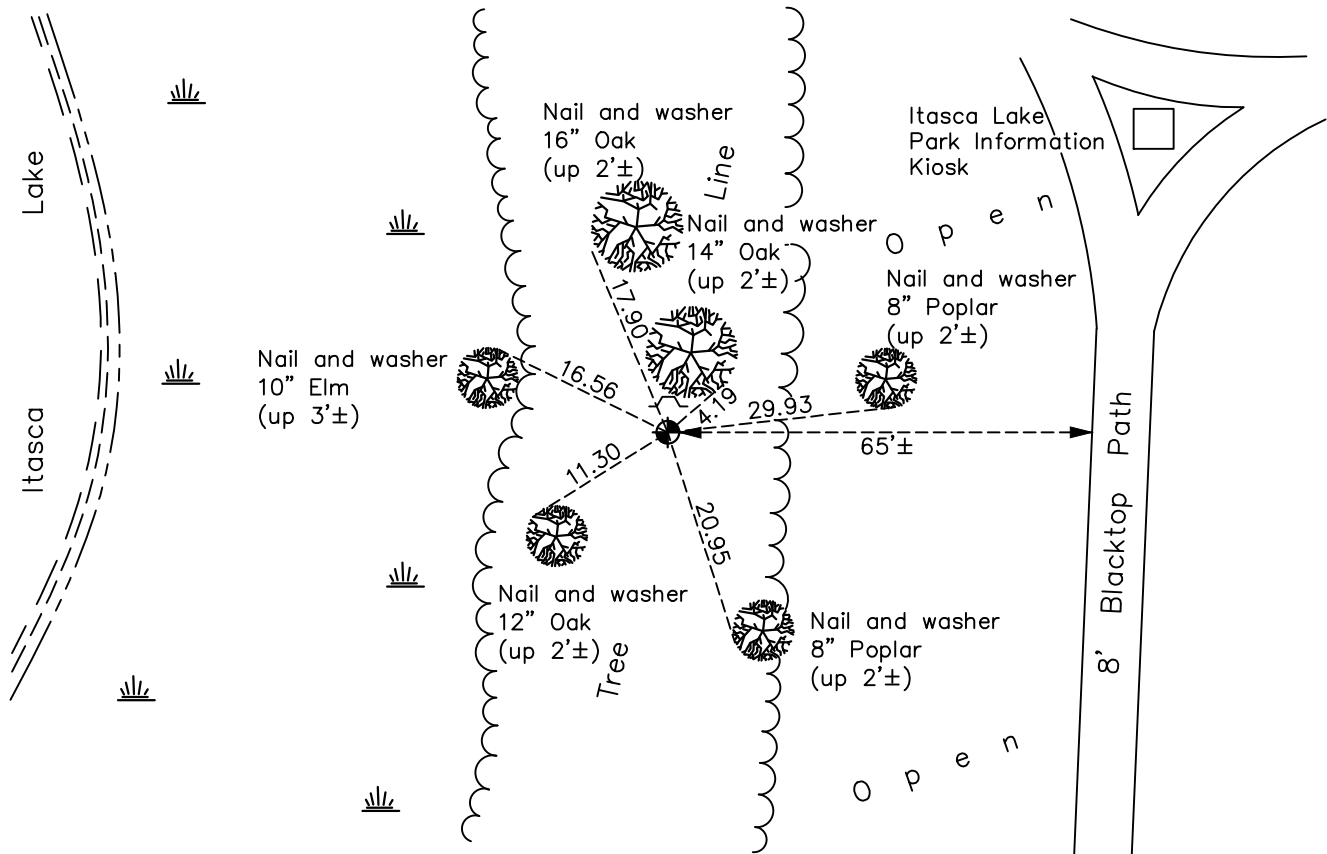 Nail and washer
16" Oak
(up 2'±)
Line
Itasca Lake
Park Information
Kiosk
Lake
Open
Nail and washer
14" Oak
(up 2'±)
Nail and washer
8" Poplar
(up 2'±)
17.90
Nail and washer
10" Elm
(up 3'±)
16.56
4.19
29.93
65'±
Itasca
11.30
20.95
8' Blacktop Path
Nail and washer
12" Oak
(up 2'±)
Tree
Nail and washer
8" Poplar
(up 2'±)
Open